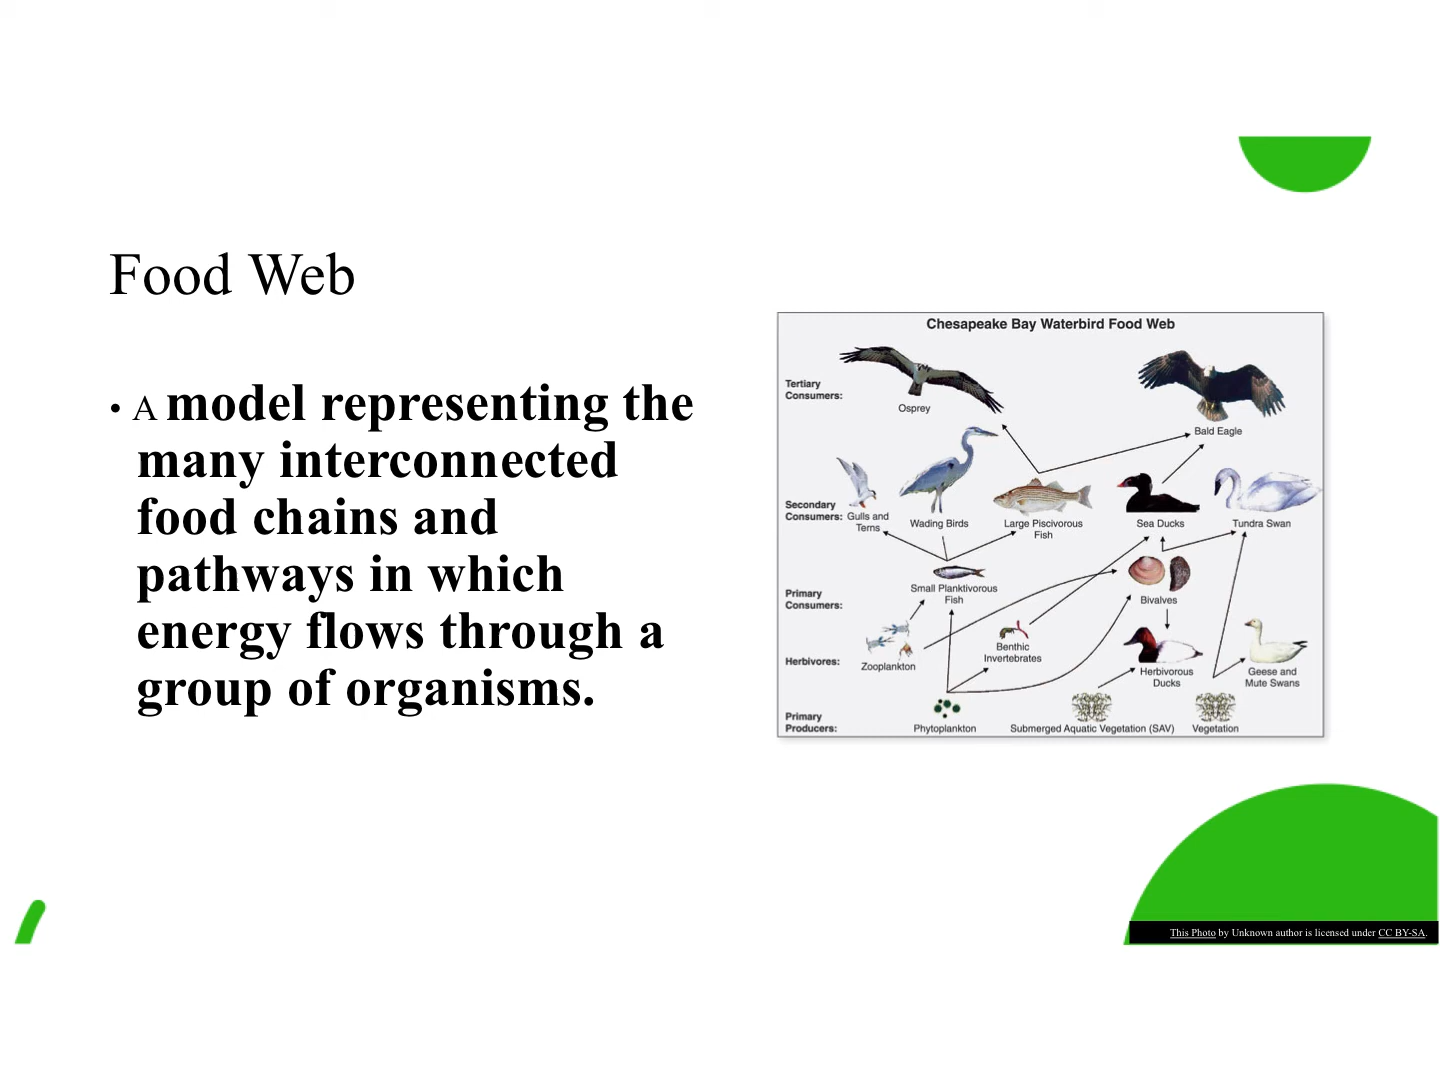 Food Web
• A model representing the
many interconnected
food chains and
pathways in which
energy flows through a
group of organisms.
Chesapeake Bay Waterbird Food Web
Tertiary
Consumers:
Osprey
Bald Eagle
Secondary
Consumers:
Gulls and
Terns
Wading Birds
Large Piscivorous
Fish
Sea Ducks
Tundra Swan
Primary
Consumers:
Small Planktivorous
Fish
Bivalves
Herbivores:
Zooplankton
Benthic
Invertebrates
Herbivorous
Ducks
Geese and
Mute Swans
Primary
Producers:
Phytoplankton
Submerged Aquatic Vegetation (SAV)
Vegetation
This Photo by Unknown author is licensed under CC BY-SA.